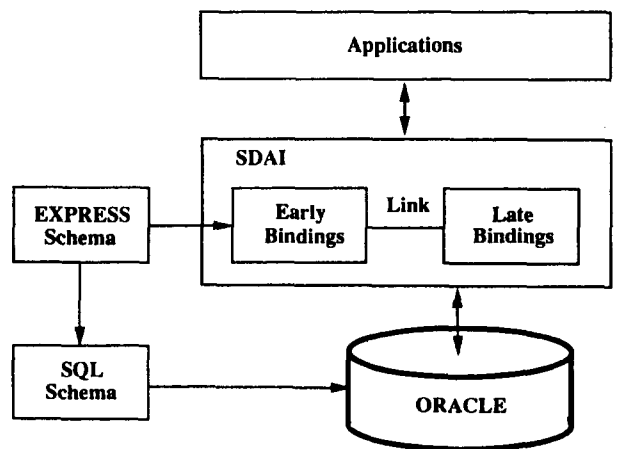 Applications
SDAI
EXPRESS
Schema
Early
Bindings
Link
Late
Bindings
SQL
Schema
ORACLE